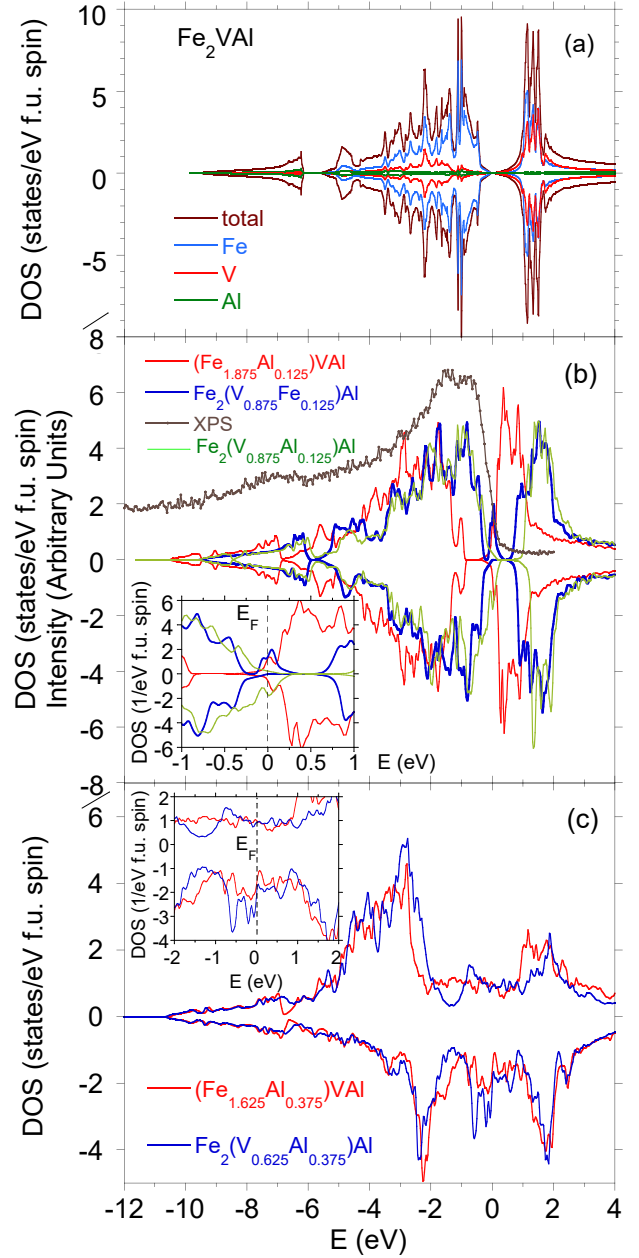 Fe2VAl
(a)
10
5
0
-5
DOS (states/eV f.u. spin)
total
Fe
V
Al
(b)
8
6
4
2
0
-2
-4
-6
-8
DOS (states/eV f.u. spin)
Intensity (Arbitrary Units)
(Fe1.875Al0.125)VAl
Fe2(V0.875Fe0.125)Al
XPS
Fe2(V0.875Al0.125)Al
6
4
2
0
-2
-4
-6
DOS (1/eV f.u. spin)
EF
-1 -0.5 0 0.5 1
E (eV)
(c)
6
4
2
0
-2
-4
DOS (states/eV f.u. spin)
2
1
0
-1
-2
-3
-4
DOS (1/eV f.u. spin)
EF
-2 -1 0 1 2
E (eV)
(Fe1.625Al0.375)VAl
Fe2(V0.625Al0.375)Al
-12 -10 -8 -6 -4 -2 0 2 4
E (eV)